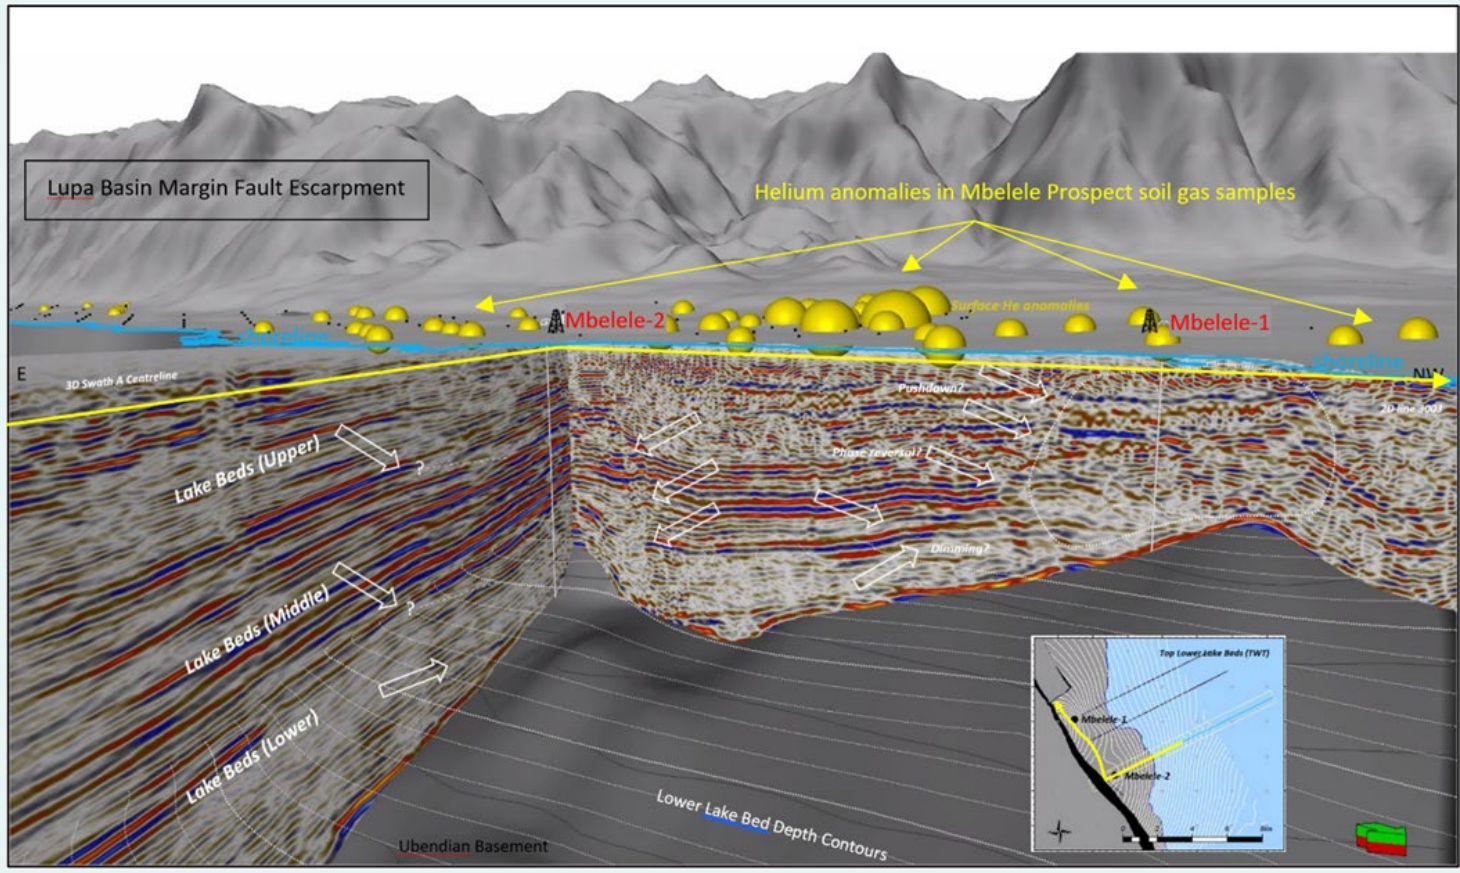 Lupa Basin Margin Fault Escarpment
Helium anomalies in Mbelele Prospect soil gas samples
Surface He anomalies
Mbelele-2
Mbelele-1
shoreline
shoreline
E
NW
3D Swath A Centreline
Pushdown?
2D line 2003
Lake Beds (Upper)
?
Phase reversal?
Dimming?
Lake Beds (Middle)
?
Top Lower Lake Beds (TWT)
Mbelele-1
Mbelele-2
Lake Beds (Lower)
Lower Lake Bed Depth Contours
Ubendian Basement